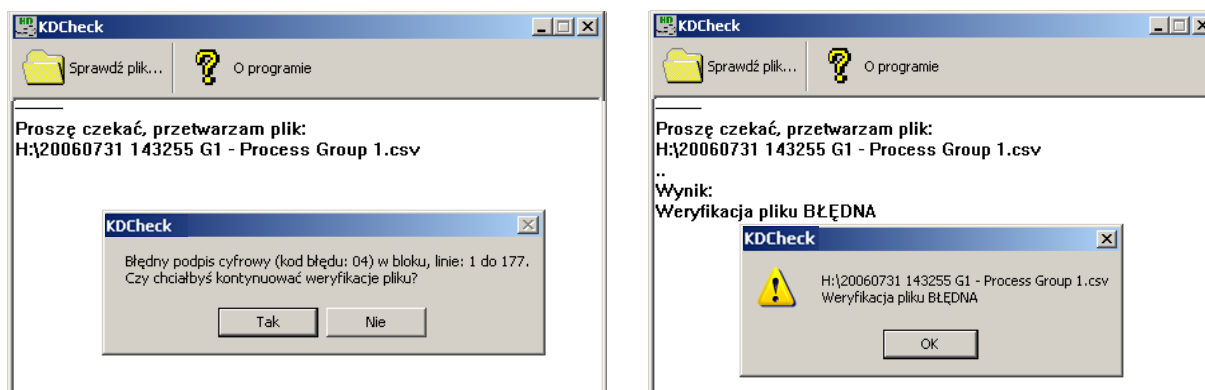 KDCheck
Sprawdź plik...
O programie
Proszę czekać, przetwarzam plik:
H:\20060731 143255 G1 - Process Group 1.csv
KDCheck
Błędny podpis cyfrowy (kod błędu: 04) w bloku, linie: 1 do 177.
Czy chciałbyś kontynuować weryfikacje pliku?
Tak
Nie
KDCheck
Sprawdź plik...
O programie
Proszę czekać, przetwarzam plik:
H:\20060731 143255 G1 - Process Group 1.csv
..
Wynik:
Weryfikacja pliku BŁĘDNA
KDCheck
H:\20060731 143255 G1 - Process Group 1.csv
Weryfikacja pliku BŁĘDNA
OK